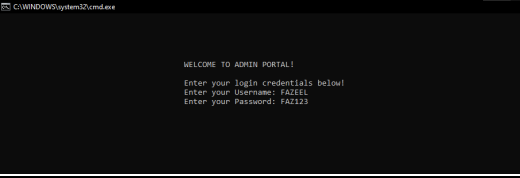 C:\WINDOWS\system32\cmd.exe
WELCOME TO ADMIN PORTAL!
Enter your login credentials below!
Enter your Username: FAZEEL
Enter your Password: FAZ123